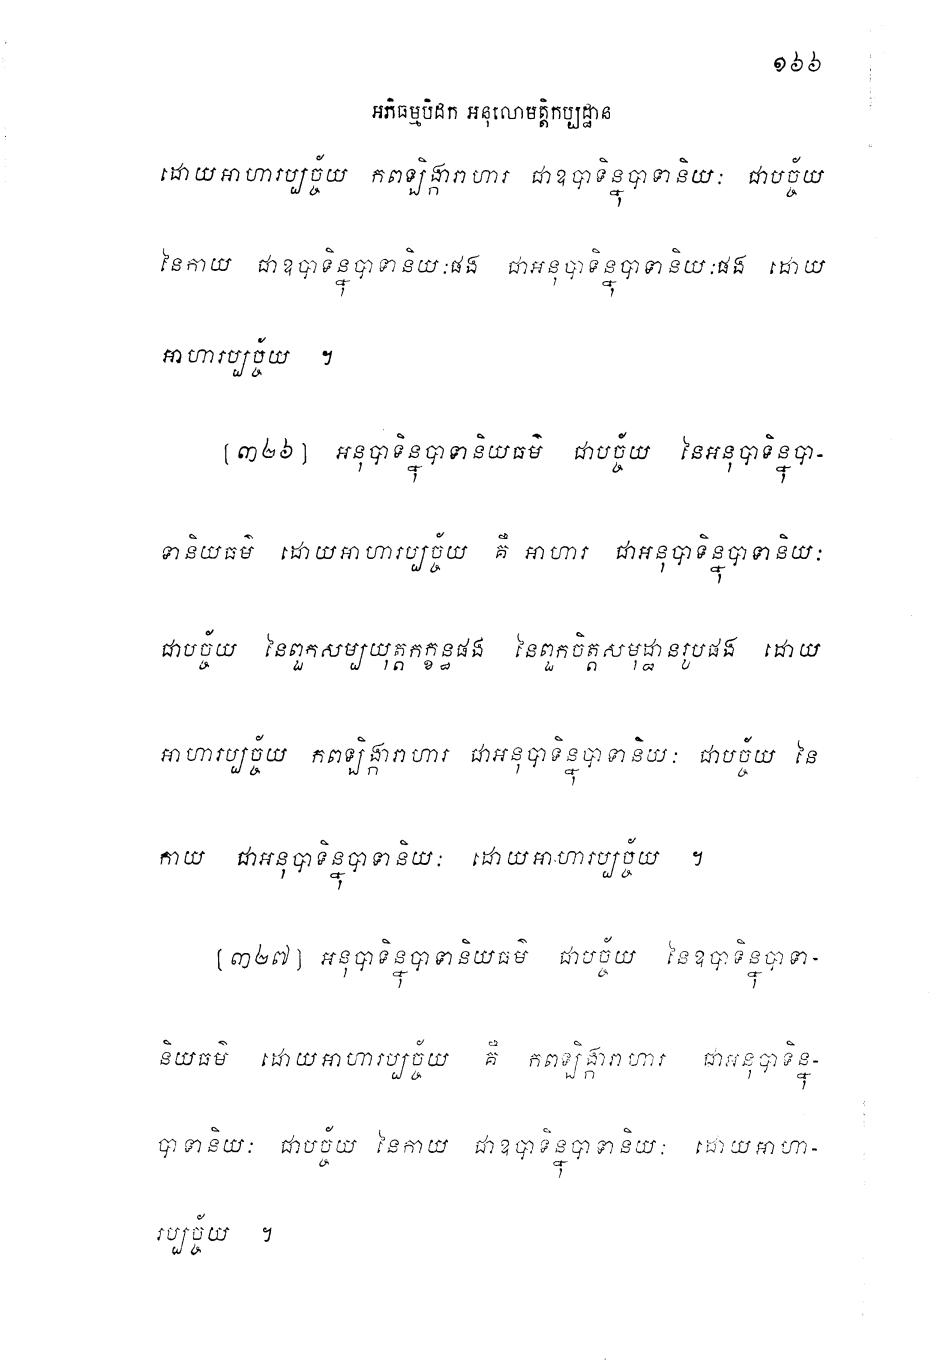 ១៦៦
អភិធម្មបិដក អនុលោមត្តិកប្បដ្ឋាន
ដោយអាហារប្បច្ច័យ កពឡិង្ការាហារ ជាឧបាទិន្នុបាទានិយៈ ជាបច្ច័យ
នៃកាយ ជាឧបាទិន្នុបាទានិយៈផង ជាអនុបាទិន្នុបាទានិយៈផង ដោយ
អាហារប្បច្ច័យ ។
[៣២៦] អនុបាទិន្នុបាទានិយធម៌ ជាបច្ច័យ នៃអនុបាទិន្នុបា-
ទានិយធម៌ ដោយអាហារប្បច្ច័យ គឺ អាហារ ជាអនុបាទិន្នុបាទានិយៈ
ជាបច្ច័យ នៃពួកសម្បយុត្តកក្ខន្ធផង នៃពួកចិត្តសមុដ្ឋានរូបផង ដោយ
អាហារប្បច្ច័យ កពឡិង្ការាហារ ជាអនុបាទិន្នុបាទានិយៈ ជាបច្ច័យ នៃ
កាយ ជាអនុបាទិន្នុបាទានិយៈ ដោយអាហារប្បច្ច័យ ។
[៣២៧] អនុបាទិន្នុបាទានិយធម៌ ជាបច្ច័យ នៃឧបាទិន្នុបាទា-
និយធម៌ ដោយអាហារប្បច្ច័យ គឺ កពឡិង្ការាហារ ជាអនុបាទិន្នុ-
បាទានិយៈ ជាបច្ច័យ នៃកាយ ជាឧបាទិន្នុបាទានិយៈ ដោយអាហា-
រប្បច្ច័យ ។